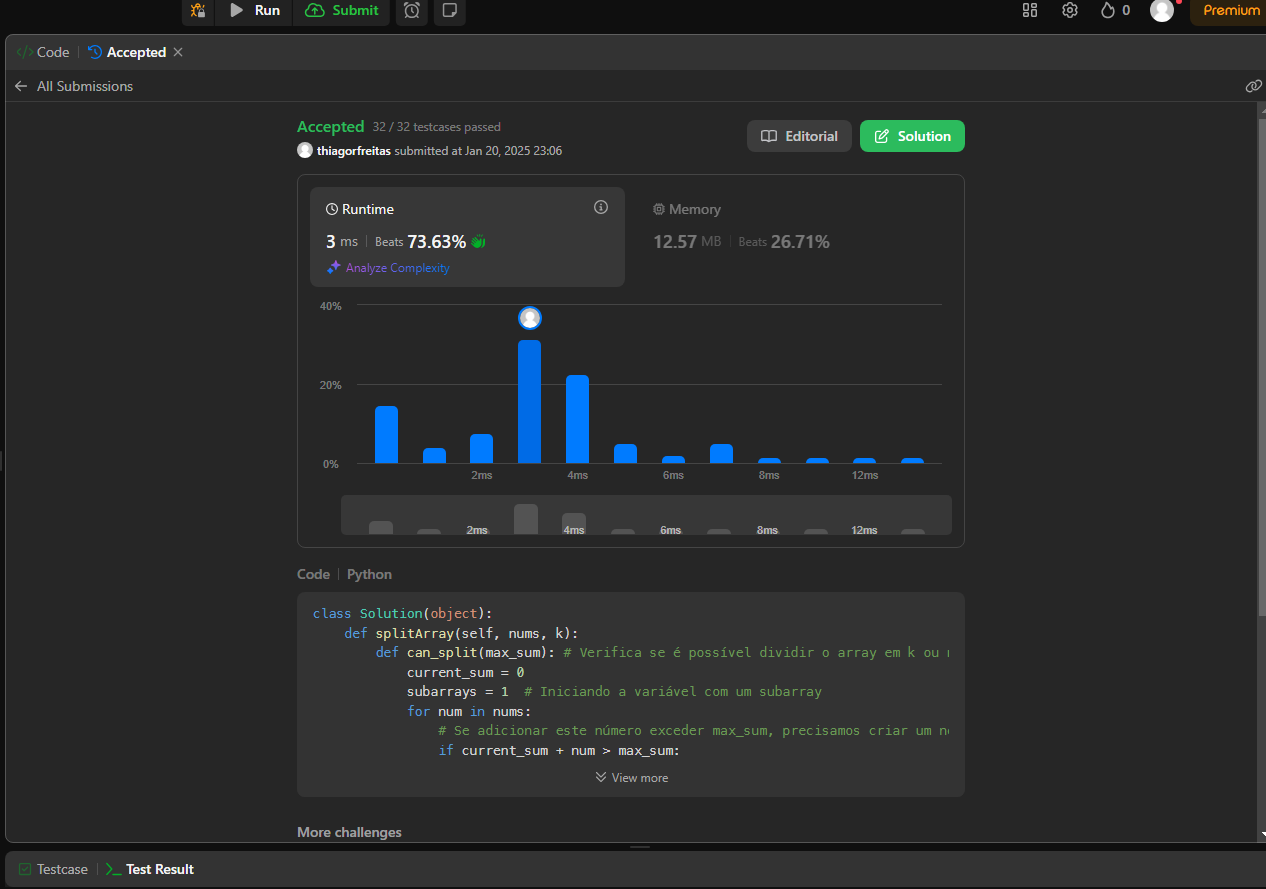 Run
Submit
0
Premium
</> Code
Accepted
All Submissions
Accepted 32 / 32 testcases passed
thiagorfreitas submitted at Jan 20, 2025 23:06
Editorial
Solution
Runtime
3 ms | Beats 73.63%
Analyze Complexity
Memory
12.57 MB | Beats 26.71%
40%
20%
0%
2ms 4ms 6ms 8ms 12ms
2ms 4ms 6ms 8ms 12ms
Code | Python
class Solution(object):
def splitArray(self, nums, k):
def can_split(max_sum): # Verifica se é possível dividir o array em k ou
current_sum = 0
subarrays = 1 # Iniciando a variável com um subarray
for num in nums:
# Se adicionar este número exceder max_sum, precisamos criar um
if current_sum + num > max_sum:
View more
More challenges
Testcase
Test Result